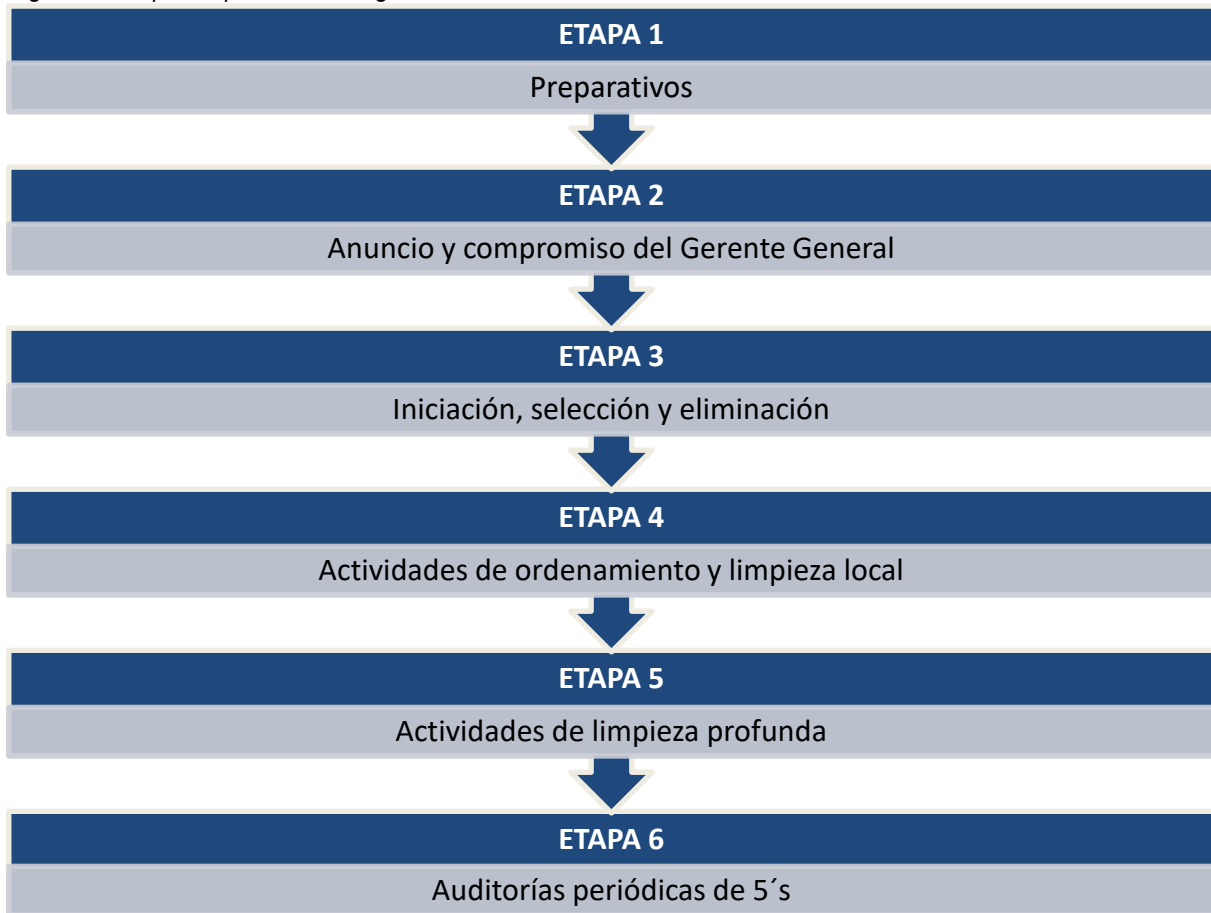 ETAPA 1
Preparativos
ETAPA 2
Anuncio y compromiso del Gerente General
ETAPA 3
Iniciación, selección y eliminación
ETAPA 4
Actividades de ordenamiento y limpieza local
ETAPA 5
Actividades de limpieza profunda
ETAPA 6
Auditorías periódicas de 5´s